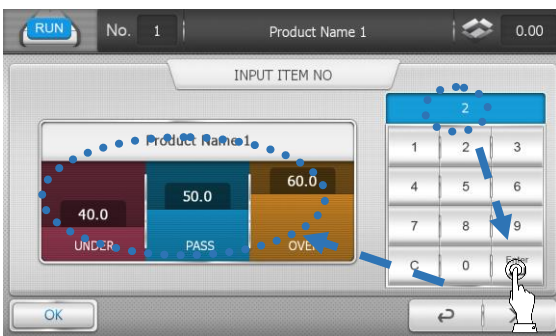 RUN No. 1 Product Name 1 0.00
INPUT ITEM NO
2
Product Name 1
1 2 3
4 5 6
7 8 9
C 0 Enter
40.0 50.0 60.0
UNDER PASS OVER
OK